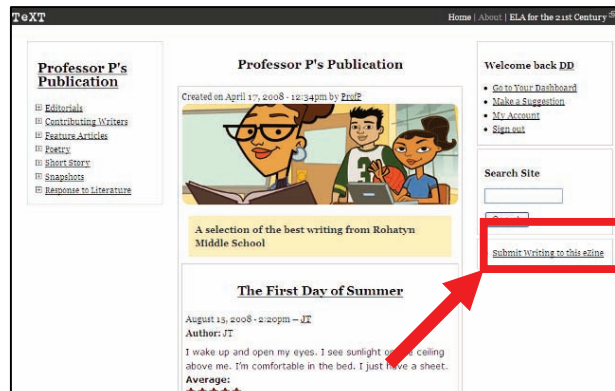 TeXT
Home | About | ELA for the 21st Century
Professor P's
Publication
Editorials
Contributing Writers
Feature Articles
Poetry
Short Story
Snapshots
Response to Literature
Professor P's Publication
Created on April 17, 2008 - 12:34pm by ProfP
A selection of the best writing from Rohatyn
Middle School
The First Day of Summer
August 15, 2008 - 2:20pm — JT
Author: JT
I wake up and open my eyes. I see sunlight on the ceiling
above me. I'm comfortable in the bed. I just have a sheet.
Average:
Welcome back DD
Go to Your Dashboard
Make a Suggestion
My Account
Sign out
Search Site
Submit Writing to this eZine